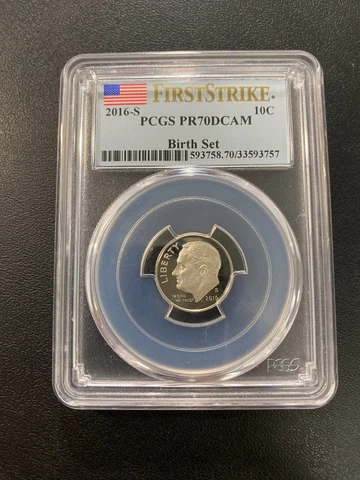 FIRSTSTRIKE®
2016-S 10C
PCGS PR70DCAM
Birth Set
593758.70/33593757
LIBERTY
IN GOD
WE TRUST
S
2016
PCGS